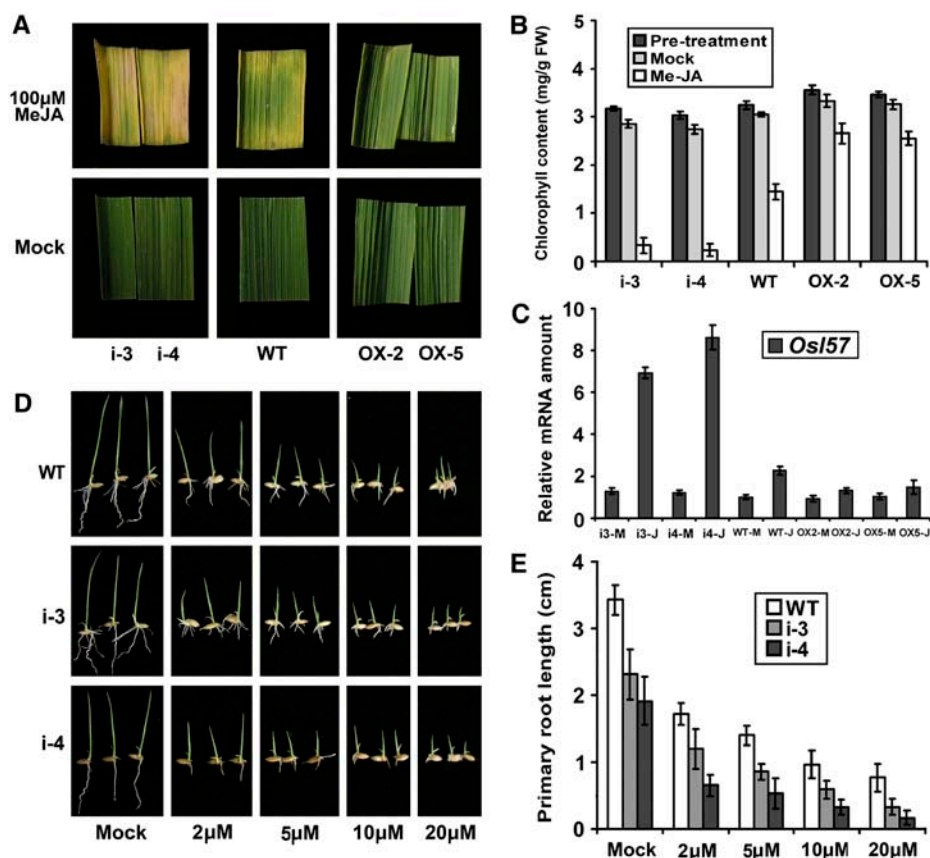 A
100μM
MeJA
Mock
i-3 i-4 WT OX-2 OX-5
B
Chlorophyll content (mg/g FW)
5
4
3
2
1
0
Pre-treatment
Mock
Me-JA
i-3 i-4 WT OX-2 OX-5
C
Relative mRNA amount
10
8
6
4
2
0
Osl57
i3-M i3-J i4-M i4-J WT-M WT-J OX2-M OX2-J OX5-M OX5-J
D
WT
i-3
i-4
Mock 2μM 5μM 10μM 20μM
E
Primary root length (cm)
4
3
2
1
0
WT
i-3
i-4
Mock 2μM 5μM 10μM 20μM